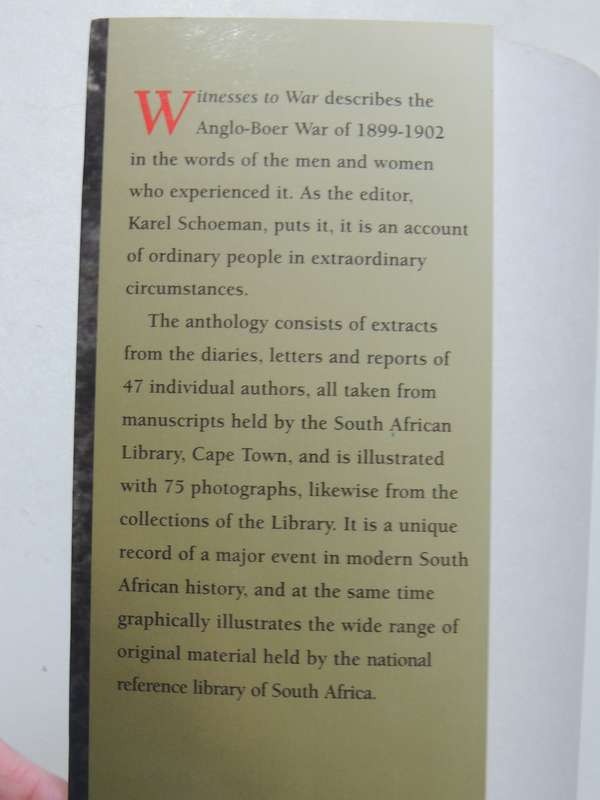 Witnesses to War describes the
Anglo-Boer War of 1899-1902
in the words of the men and women
who experienced it. As the editor,
Karel Schoeman, puts it, it is an account
of ordinary people in extraordinary
circumstances.
The anthology consists of extracts
from the diaries, letters and reports of
47 individual authors, all taken from
manuscripts held by the South African
Library, Cape Town, and is illustrated
with 75 photographs, likewise from the
collections of the Library. It is a unique
record of a major event in modern South
African history, and at the same time
graphically illustrates the wide range of
original material held by the national
reference library of South Africa.